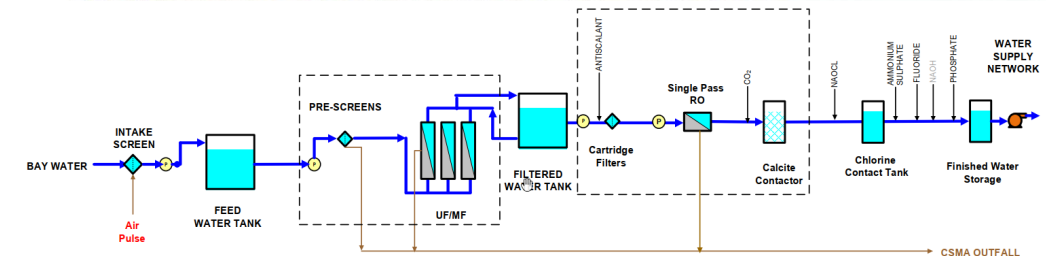 BAY WATER
INTAKE
SCREEN
Air
Pulse
P
FEED
WATER TANK
P
PRE-SCREENS
UF/MF
FILTERED
WATER TANK
P
ANTISCALANT
Cartridge
Filters
P
Single Pass
RO
CO₂
Calcite
Contactor
NAOCL
Chlorine
Contact Tank
AMMONIUM
SULPHATE
FLUORIDE
NAOH
PHOSPHATE
Finished Water
Storage
WATER
SUPPLY
NETWORK
CSMA OUTFALL